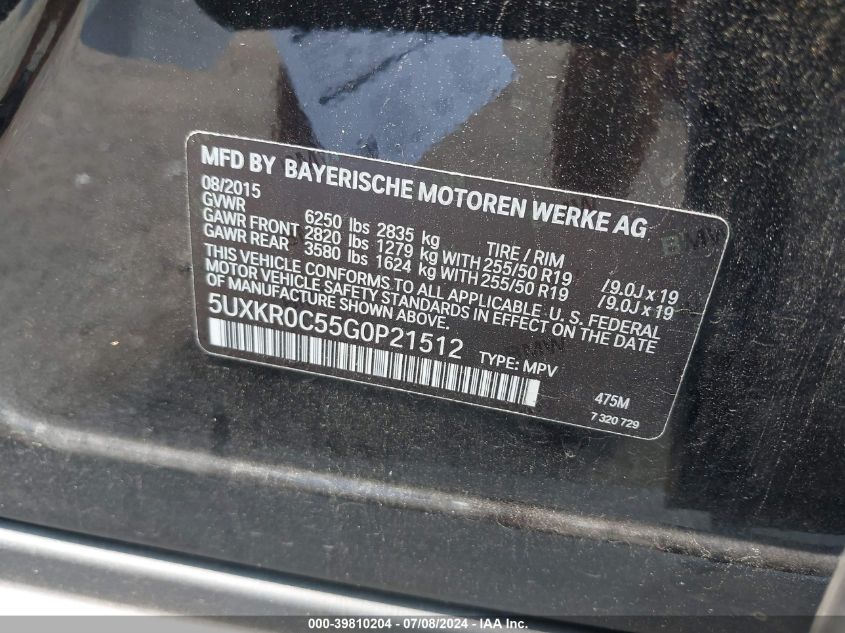 MFD BY BAYERISCHE MOTOREN WERKE AG
08/2015
GVWR 6250 lbs 2835 kg TIRE / RIM
GAWR FRONT 2820 lbs 1279 kg WITH 255/50 R19 /9.0J x 19
GAWR REAR 3580 lbs 1624 kg WITH 255/50 R19 /9.0J x 19
THIS VEHICLE CONFORMS TO ALL APPLICABLE U. S. FEDERAL
MOTOR VEHICLE SAFETY STANDARDS IN EFFECT ON THE DATE
OF MANUFACTURE SHOWN ABOVE.
5UXKR0C55G0P21512 TYPE: MPV
475M
7 320 729
BMW
BMW
000-39810204 / 07/08/2024 - IAA Inc.